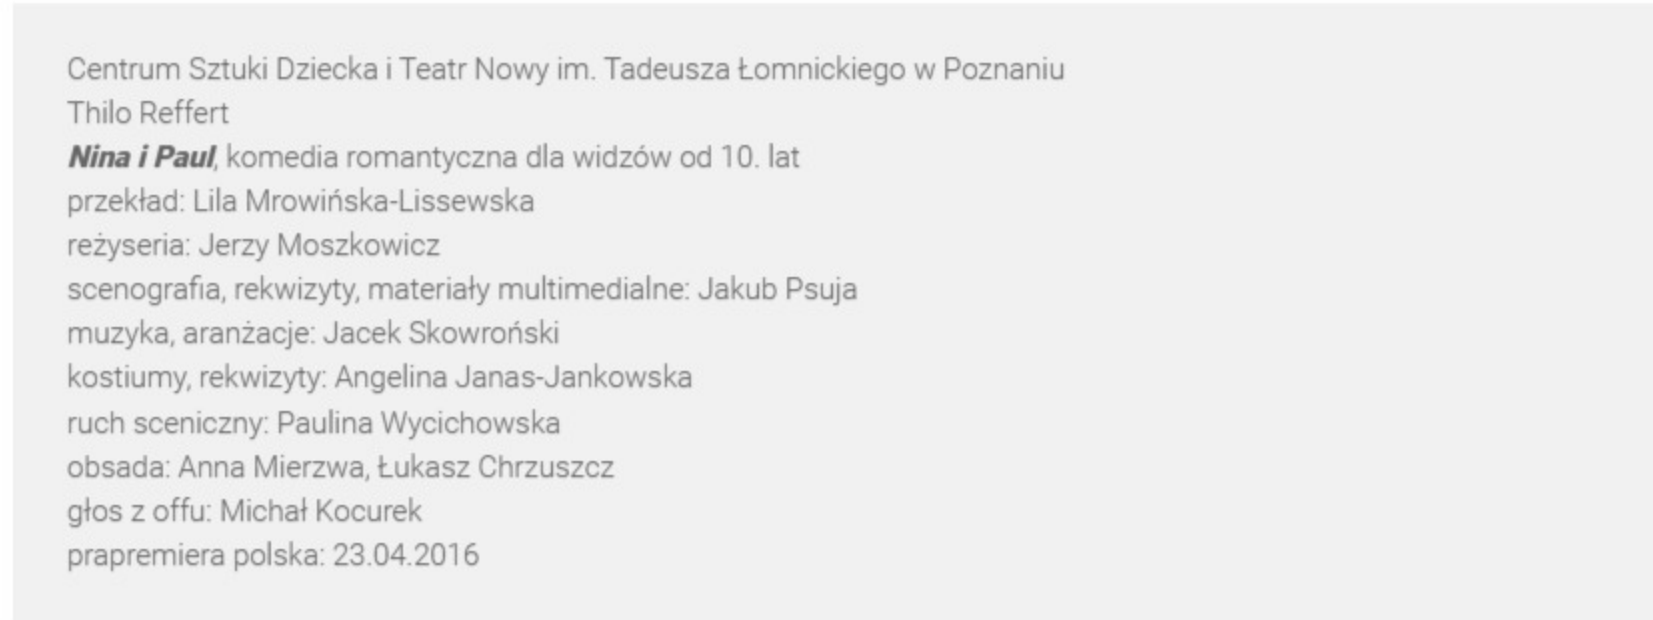 Centrum Sztuki Dziecka i Teatr Nowy im. Tadeusza Łomnickiego w Poznaniu
Thilo Reffert
Nina i Paul, komedia romantyczna dla widzów od 10. lat
przekład: Lila Mrowińska-Lissewska
reżyseria: Jerzy Moszkowicz
scenografia, rekwizyty, materiały multimedialne: Jakub Psuja
muzyka, aranżacje: Jacek Skowroński
kostiumy, rekwizyty: Angelina Janas-Jankowska
ruch sceniczny: Paulina Wycichowska
obsada: Anna Mierzwa, Łukasz Chrzuszcz
głos z offu: Michał Kocurek
prapremiera polska: 23.04.2016